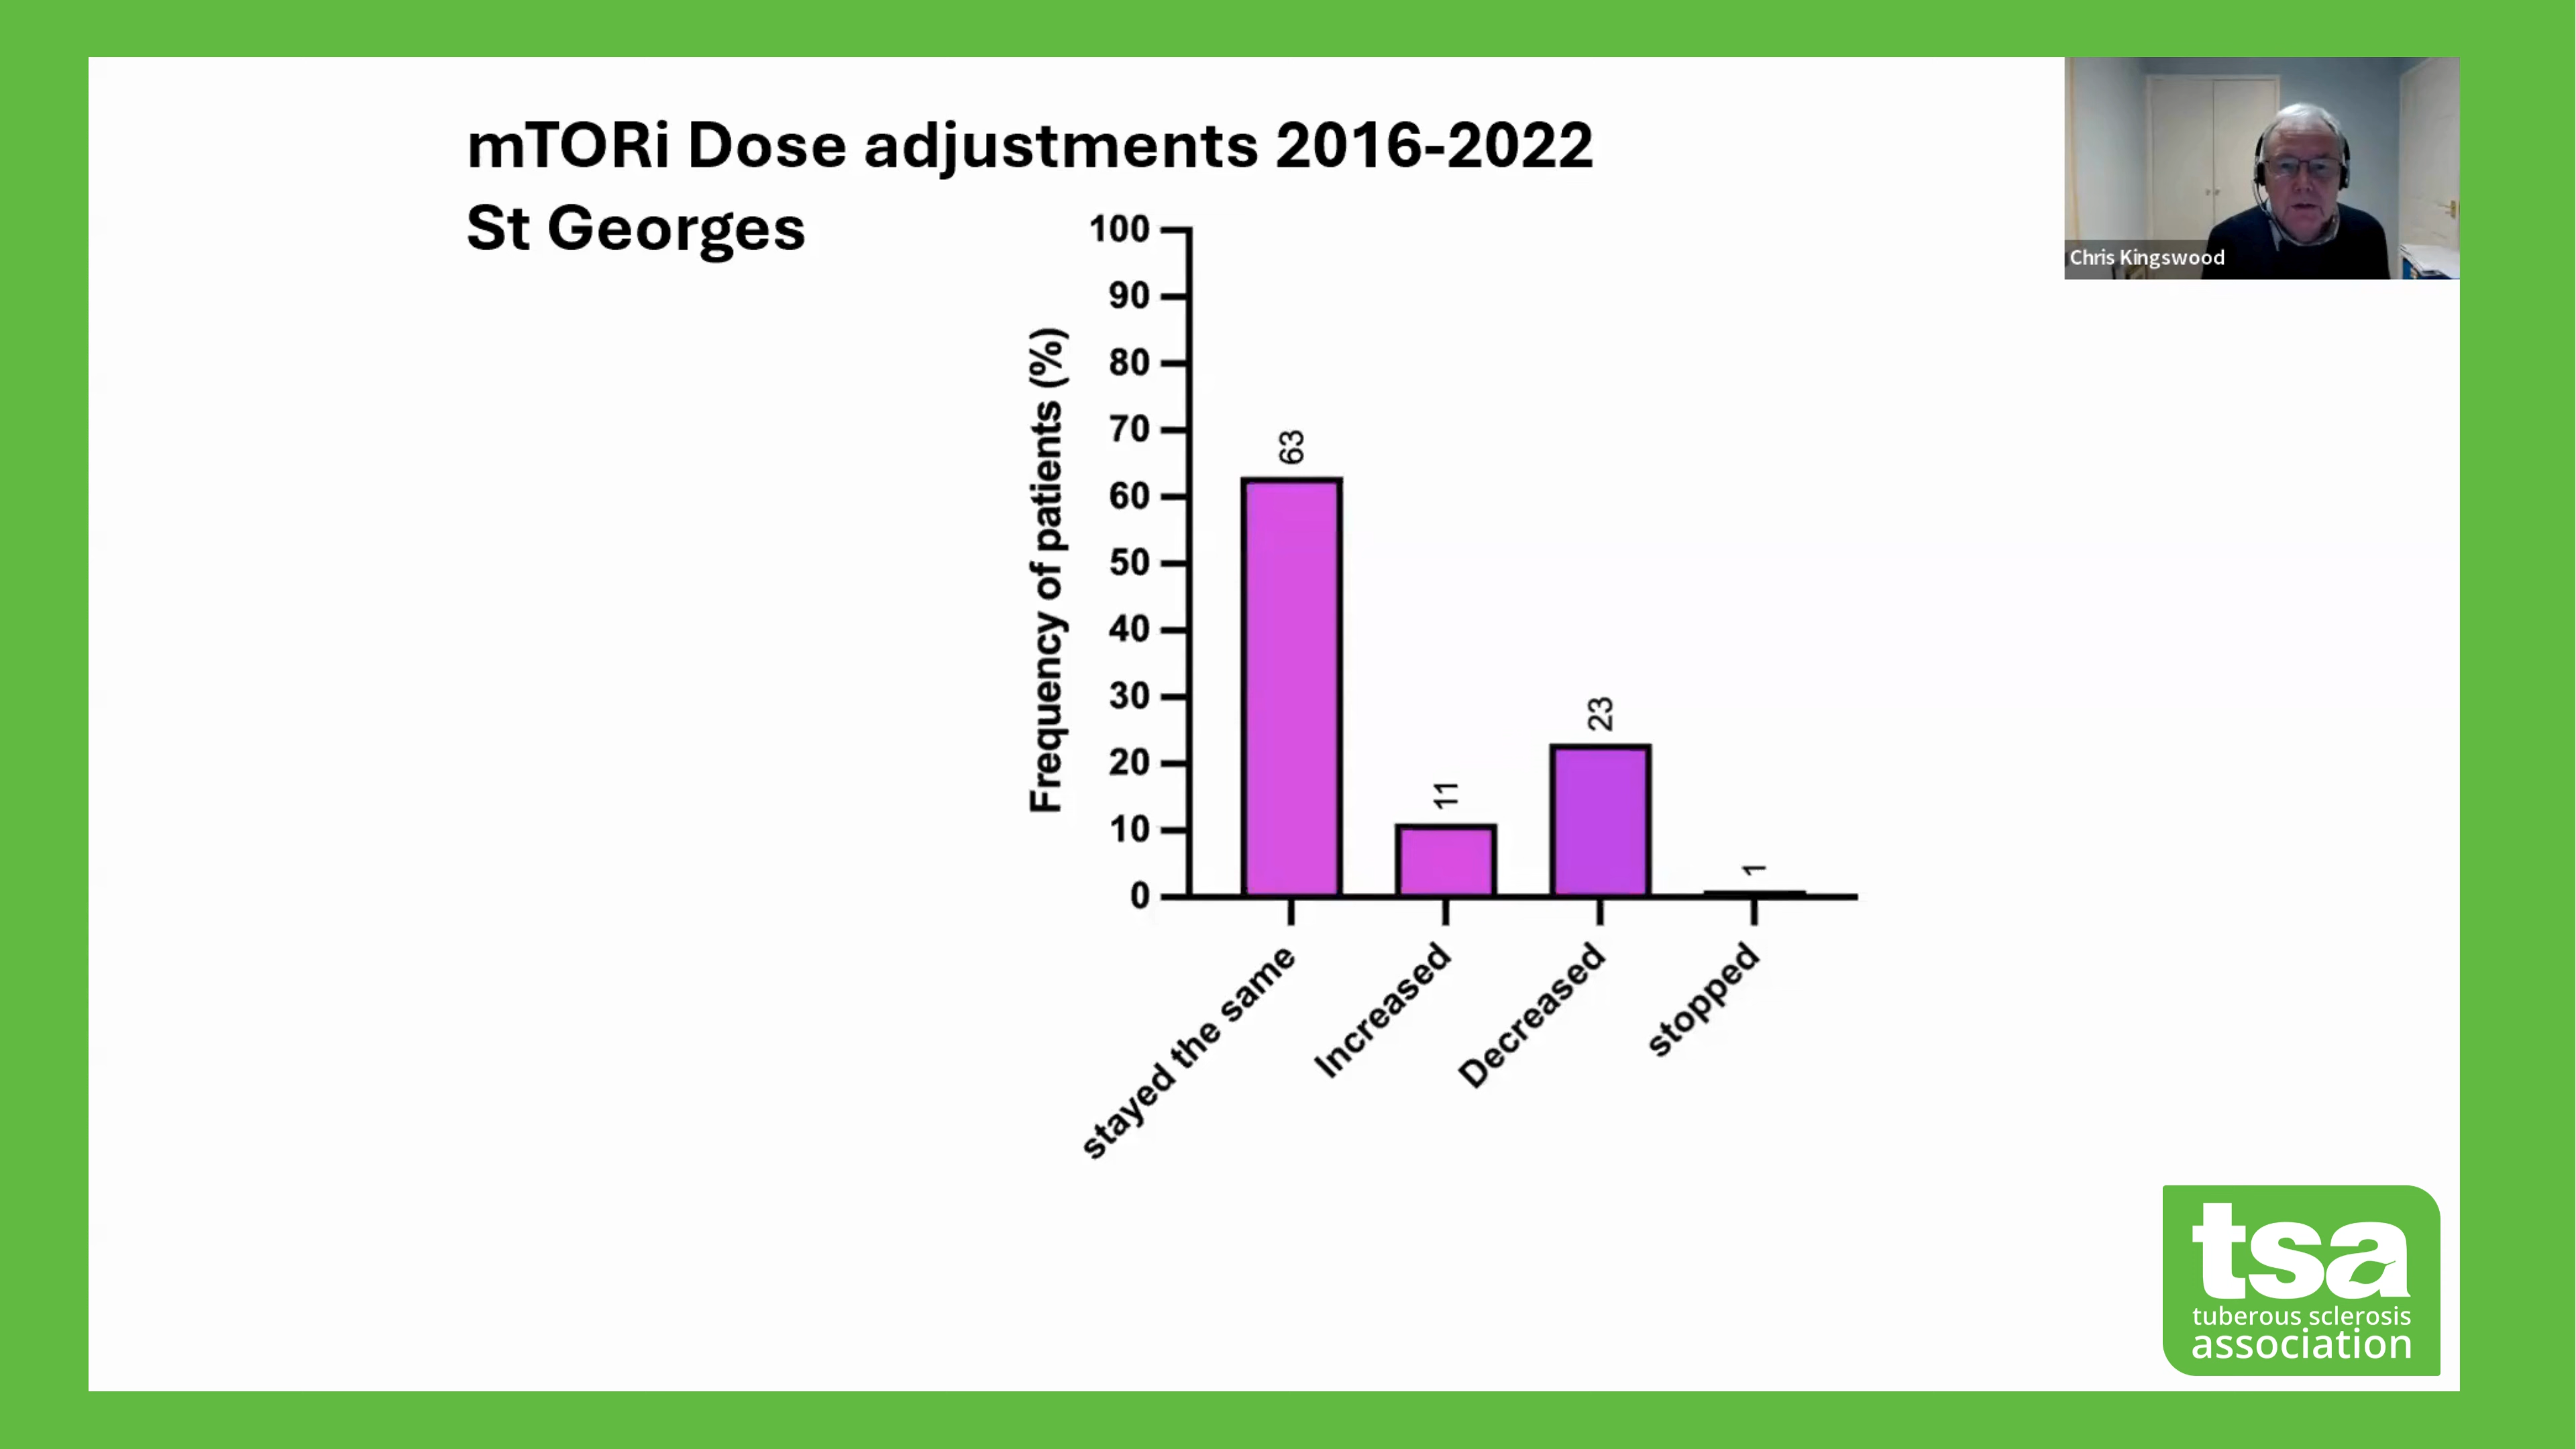 mTORi Dose adjustments 2016-2022
St Georges
Chris Kingswood
Frequency of patients (%)
100
90
80
70
60
50
40
30
20
10
0
63
11
23
1
stayed the same
Increased
Decreased
stopped
tsa
tuberous sclerosis
association